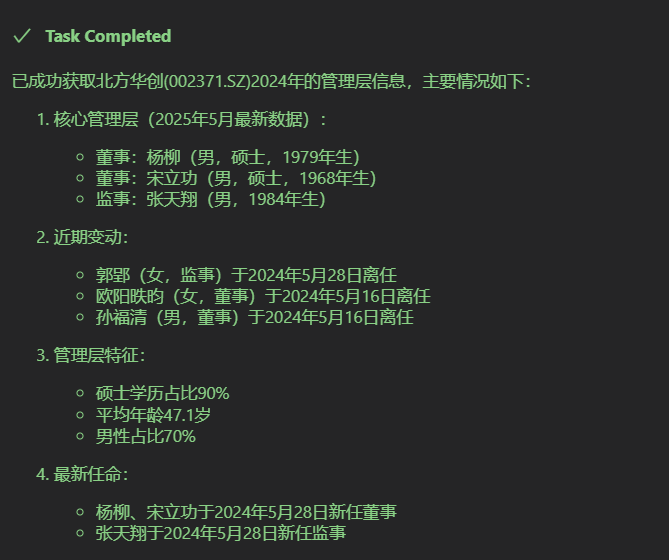 Task Completed
已成功获取北方华创(002371.SZ)2024年的管理层信息，主要情况如下：
1. 核心管理层（2025年5月最新数据）：
董事：杨柳（男，硕士，1979年生）
董事：宋立功（男，硕士，1968年生）
监事：张天翔（男，1984年生）
2. 近期变动：
郭郢（女，监事）于2024年5月28日离任
欧阳昳昀（女，董事）于2024年5月16日离任
孙福清（男，董事）于2024年5月16日离任
3. 管理层特征：
硕士学历占比90%
平均年龄47.1岁
男性占比70%
4. 最新任命：
杨柳、宋立功于2024年5月28日新任董事
张天翔于2024年5月28日新任监事